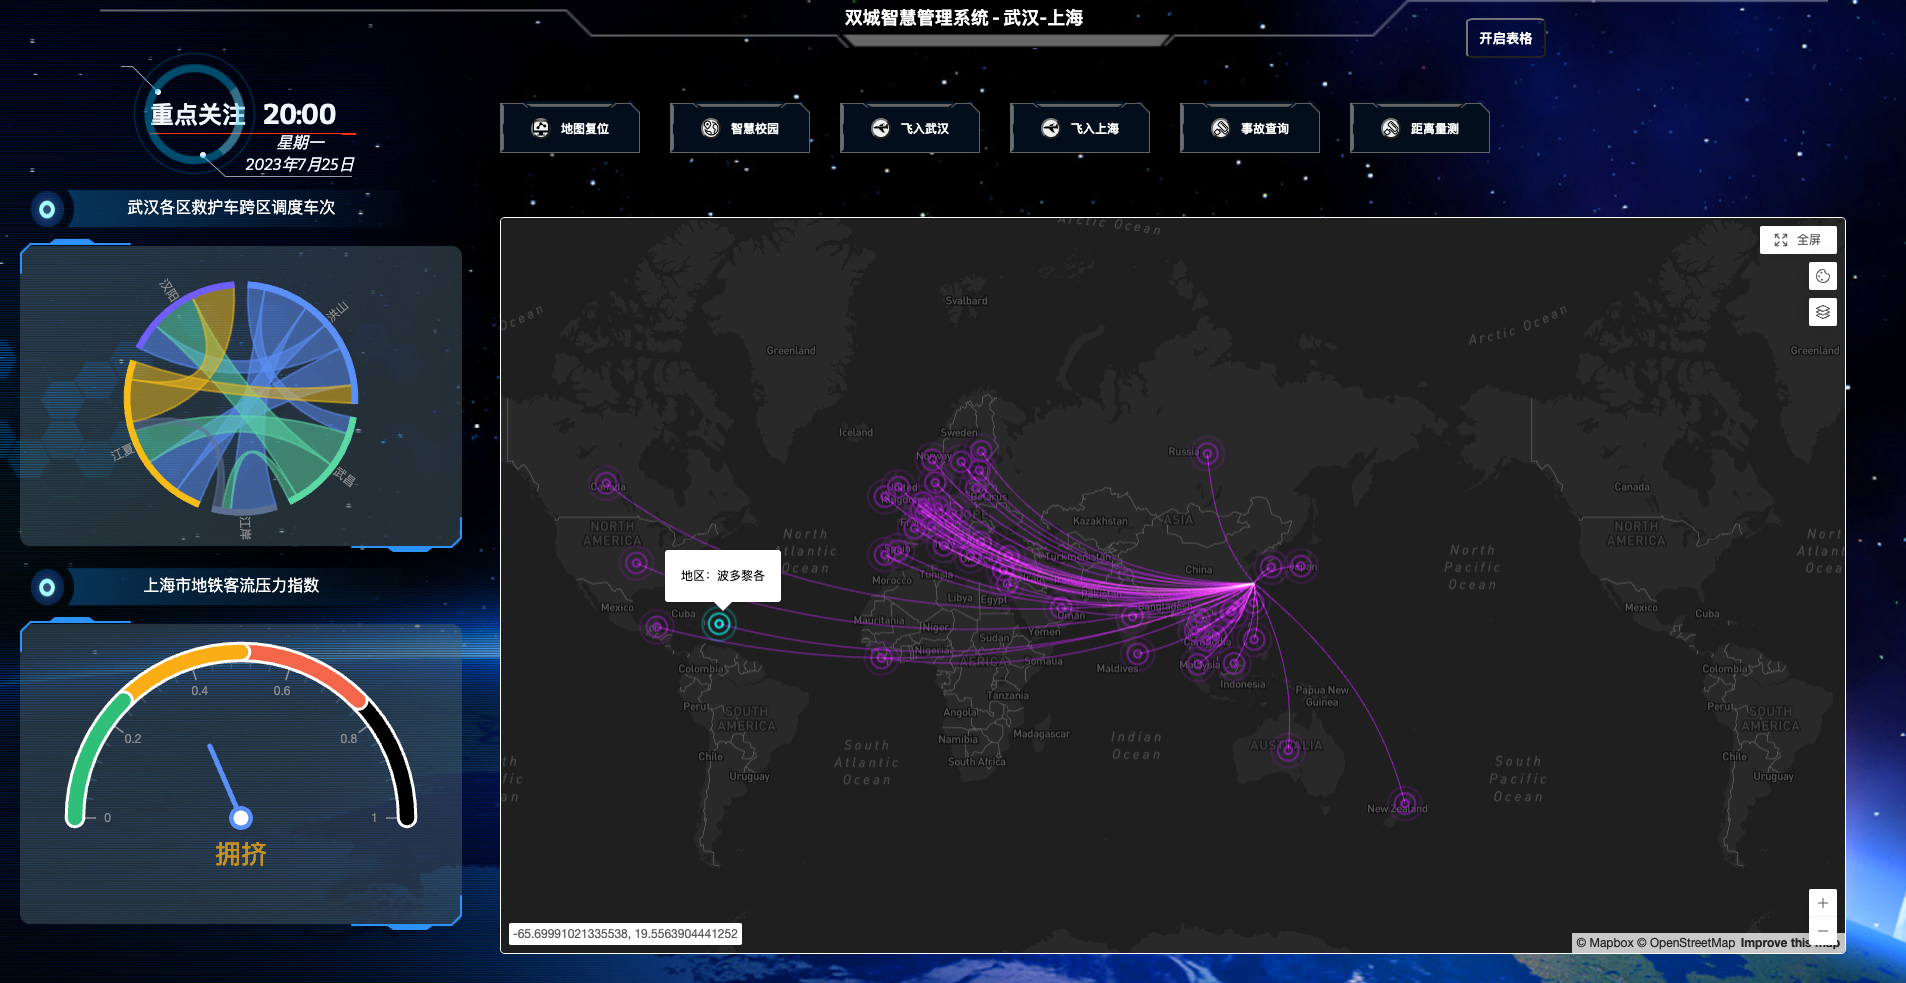 双城智慧管理系统 - 武汉-上海
开启表格
重点关注
20:00
星期一
2023年7月25日
地图复位
智慧校园
飞入武汉
飞入上海
事故查询
距离量测
武汉各区救护车跨区调度车次
汉阳
洪山
江夏
武昌
江岸
上海市地铁客流压力指数
0
0.2
0.4
0.6
0.8
1
拥挤
全屏
Arctic Ocean
Svalbard
Ocean
Arctic Ocean
Greenland
Greenland
Iceland
Sweden
Norway
Russia
Canada
United
Kingdom
Belarus
Canada
NORTH
AMERICA
Kazakhstan
ASIA
NORTH
AMERICA
North
Atlantic
Ocean
North
Pacific
Ocean
Turkmenistan
China
Japan
地区：波多黎各
Morocco
Tunisia
Libya
Egypt
Iran
Pakistan
Mexico
Cuba
Mauritania
Niger
Oman
Bangladesh
Mexico
Cuba
Sudan
Yemen
Nigeria
AFRICA
Somalia
Cambodia
Colombia
Maldives
Malaysia
Colombia
Indonesia
Tanzania
Papua New
Guinea
Peru
SOUTH
AMERICA
Angola
Peru
SOUTH
AMERICA
Namibia
Madagascar
Indian
Ocean
AUSTRALIA
South
Atlantic
Ocean
Chile
South Africa
Uruguay
South
Pacific
Ocean
Chile
Uruguay
New Zealand
-65.69991021335538, 19.5563904441252
© Mapbox © OpenStreetMap Improve this map